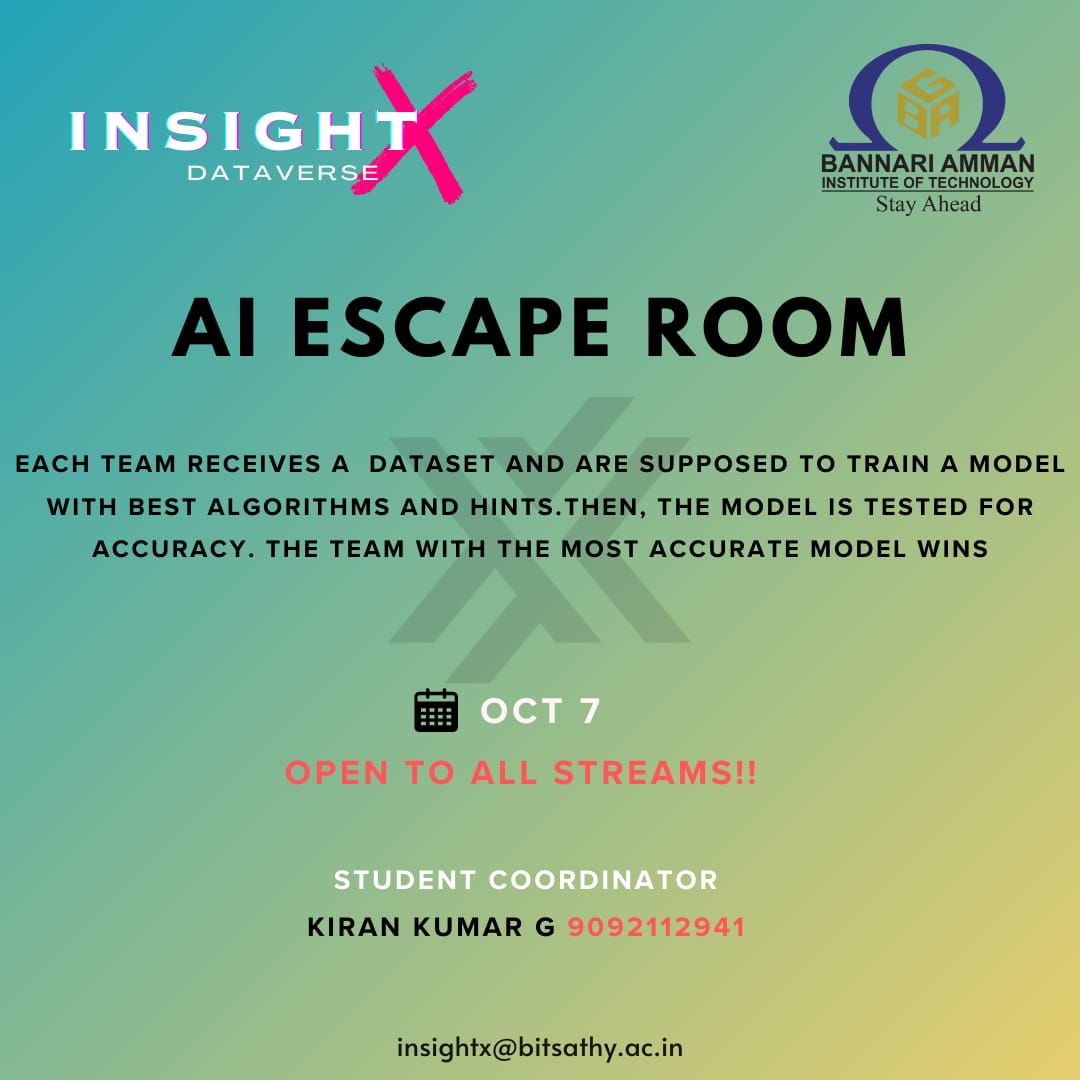 INSIGHTX
DATAVERSE
GBA
BANNARI AMMAN
INSTITUTE OF TECHNOLOGY
Stay Ahead
AI ESCAPE ROOM
EACH TEAM RECEIVES A  DATASET AND ARE SUPPOSED TO TRAIN A MODEL
WITH BEST ALGORITHMS AND HINTS.THEN, THE MODEL IS TESTED FOR
ACCURACY. THE TEAM WITH THE MOST ACCURATE MODEL WINS
OCT 7
OPEN TO ALL STREAMS!!
STUDENT COORDINATOR
KIRAN KUMAR G 9092112941
insightx@bitsathy.ac.in